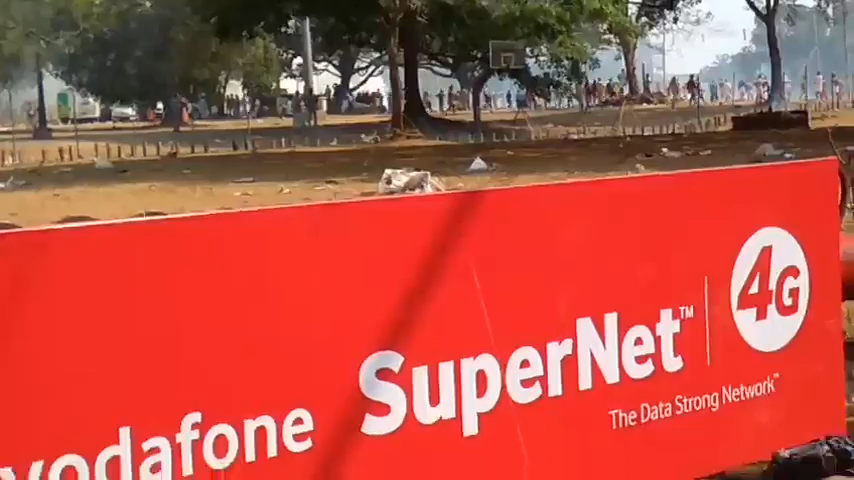 vodafone SuperNet™ 4G
The Data Strong Network™